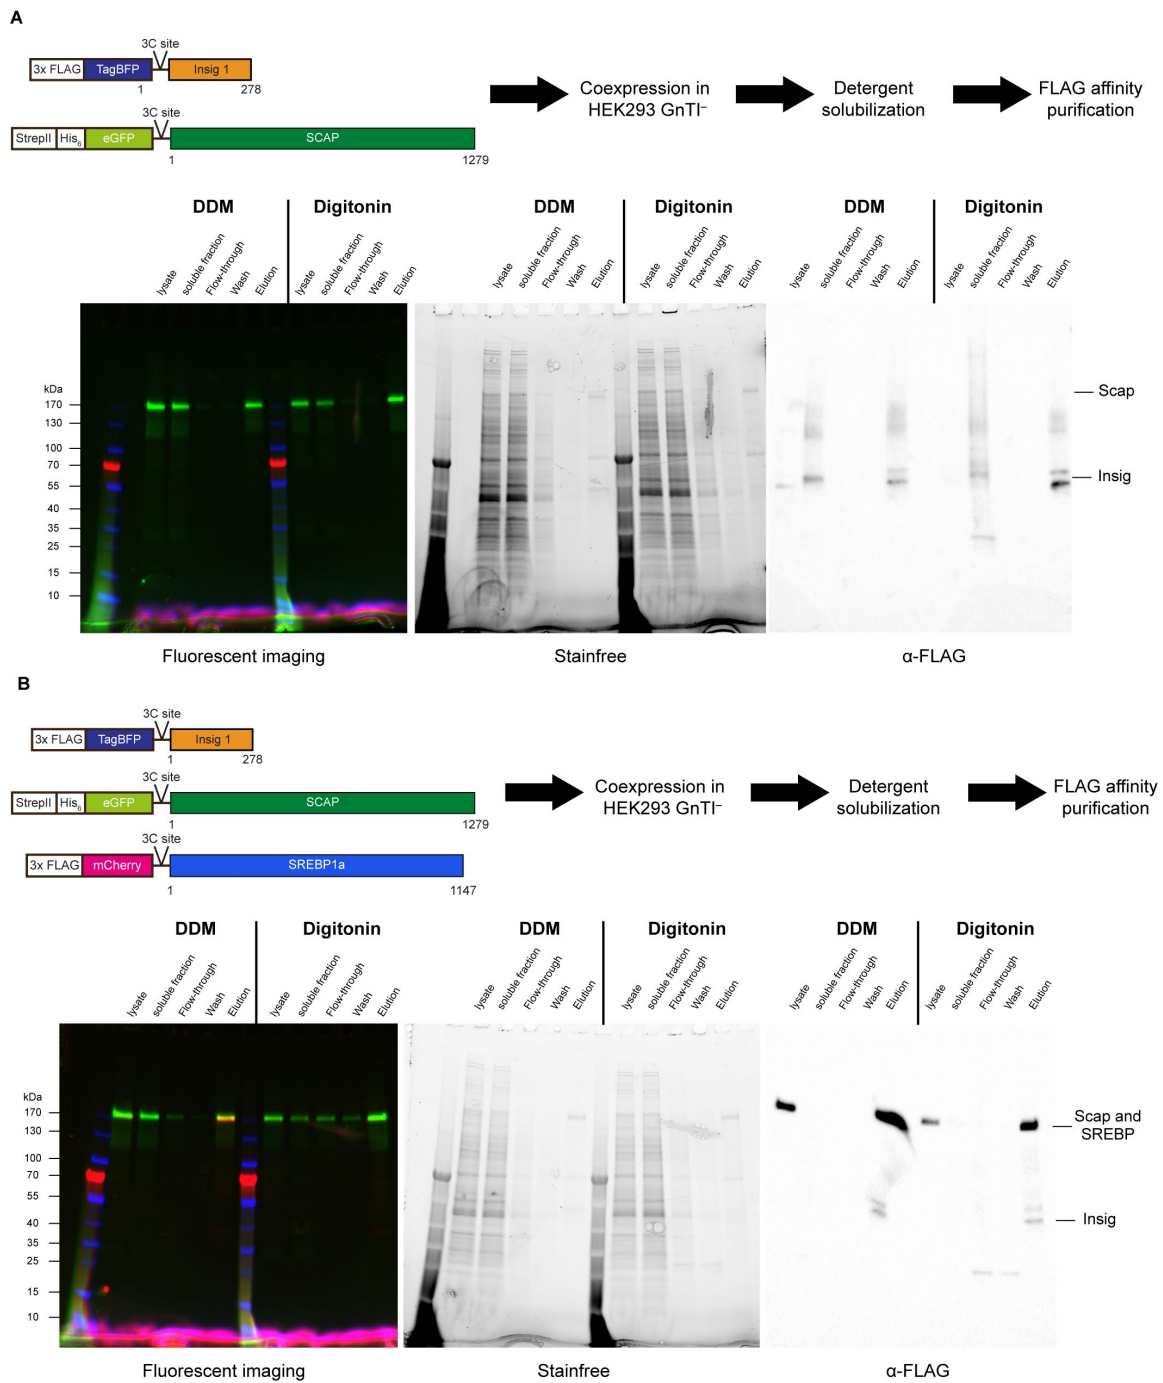 A
3C site
3x FLAG TagBFP Insig 1
1 278
3C site
StrepII His6 eGFP SCAP
1 1279
Coexpression in
HEK293 GnTI–
Detergent
solubilization
FLAG affinity
purification
DDM Digitonin DDM Digitonin DDM Digitonin
lysate soluble fraction Flow-through Wash Elution lysate soluble fraction Flow-through Wash Elution
lysate soluble fraction Flow-through Wash Elution lysate soluble fraction Flow-through Wash Elution
lysate soluble fraction Flow-through Wash Elution lysate soluble fraction Flow-through Wash Elution
kDa
170
130
100
70
55
40
35
25
15
10
Scap
Insig
Fluorescent imaging Stainfree α-FLAG
B
3C site
3x FLAG TagBFP Insig 1
1 278
3C site
StrepII His6 eGFP SCAP
1 1279
3C site
3x FLAG mCherry SREBP1a
1 1147
Coexpression in
HEK293 GnTI–
Detergent
solubilization
FLAG affinity
purification
DDM Digitonin DDM Digitonin DDM Digitonin
lysate soluble fraction Flow-through Wash Elution lysate soluble fraction Flow-through Wash Elution
lysate soluble fraction Flow-through Wash Elution lysate soluble fraction Flow-through Wash Elution
lysate soluble fraction Flow-through Wash Elution lysate soluble fraction Flow-through Wash Elution
kDa
170
130
100
70
55
40
35
25
15
10
Scap and
SREBP
Insig
Fluorescent imaging Stainfree α-FLAG